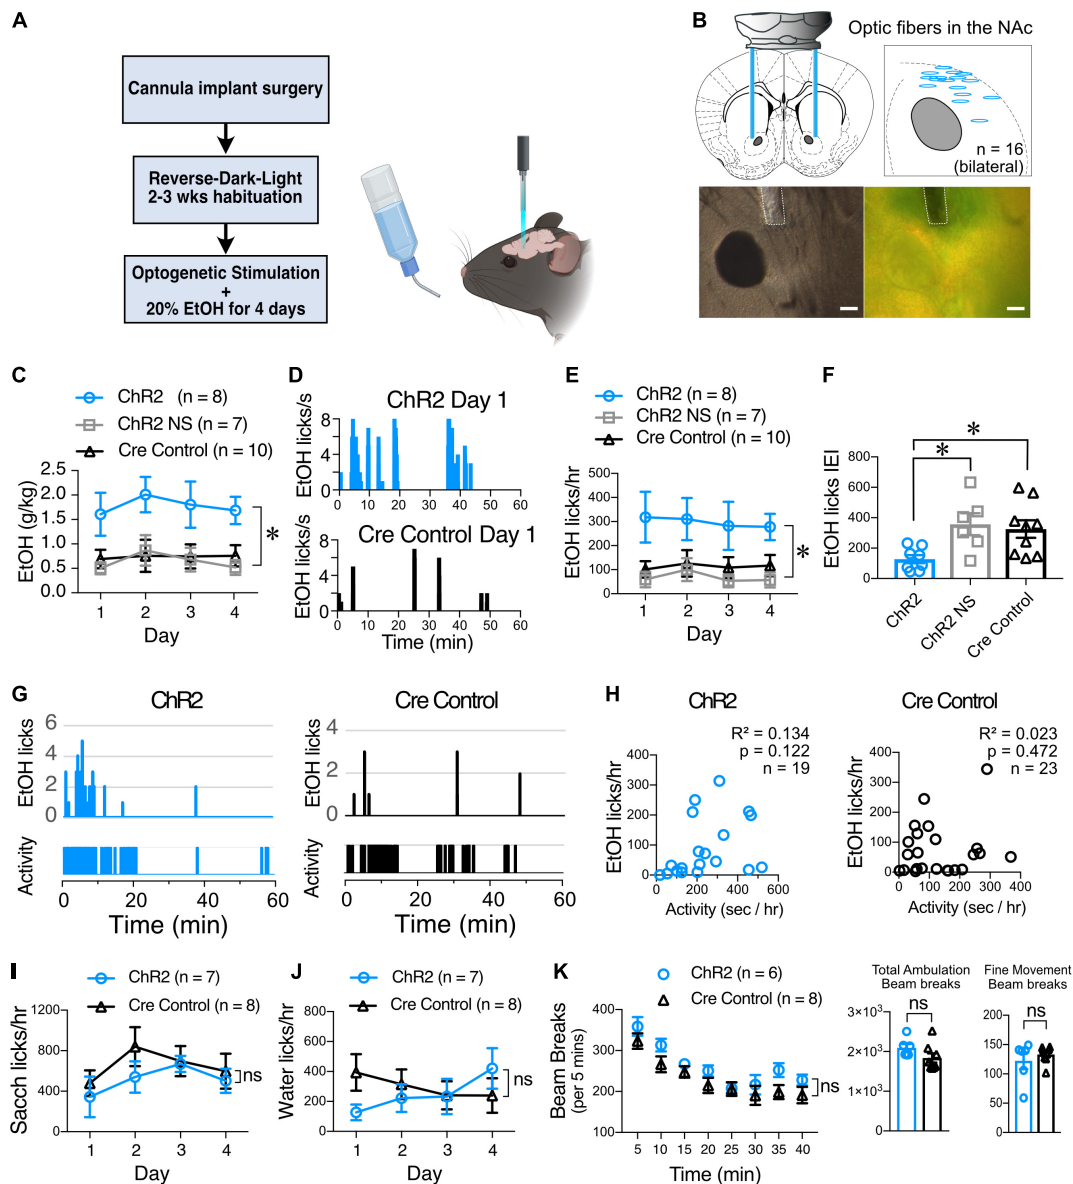 A
Cannula implant surgery
Reverse-Dark-Light
2-3 wks habituation
Optogenetic Stimulation
+
20% EtOH for 4 days
B
Optic fibers in the NAc
n = 16
(bilateral)
C
ChR2 (n = 8)
ChR2 NS (n = 7)
Cre Control (n = 10)
EtOH (g/kg)
2.5
2.0
1.5
1.0
0.5
0.0
*
1 2 3 4
Day
D
ChR2 Day 1
EtOH licks/s
8
4
0
0 10 20 30 40 50 60
Cre Control Day 1
EtOH licks/s
8
4
0
0 10 20 30 40 50 60
Time (min)
E
ChR2 (n = 8)
ChR2 NS (n = 7)
Cre Control (n = 10)
EtOH licks/hr
500
400
300
200
100
0
*
1 2 3 4
Day
F
EtOH licks IEI
800
600
400
200
0
*
*
ChR2
ChR2 NS
Cre Control
G
ChR2
EtOH licks
6
4
2
0
Activity
0 20 40 60
Time (min)
Cre Control
EtOH licks
4
2
0
Activity
0 20 40 60
Time (min)
H
ChR2
R² = 0.134
p = 0.122
n = 19
EtOH licks/hr
400
300
200
100
0
0 200 400 600
Activity (sec / hr)
Cre Control
R² = 0.023
p = 0.472
n = 23
EtOH licks/hr
400
300
200
100
0
0 100 200 300 400
Activity (sec / hr)
I
ChR2 (n = 7)
Cre Control (n = 8)
Sacch licks/hr
1200
800
400
0
ns
1 2 3 4
Day
J
ChR2 (n = 7)
Cre Control (n = 8)
Water licks/hr
800
600
400
200
0
ns
1 2 3 4
Day
K
ChR2 (n = 6)
Cre Control (n = 8)
Beam Breaks
(per 5 mins)
400
300
200
100
ns
5 10 15 20 25 30 35 40
Time (min)
Total Ambulation
Beam breaks
ns
3×10³
2×10³
1×10³
Fine Movement
Beam breaks
ns
200
150
100
50
0